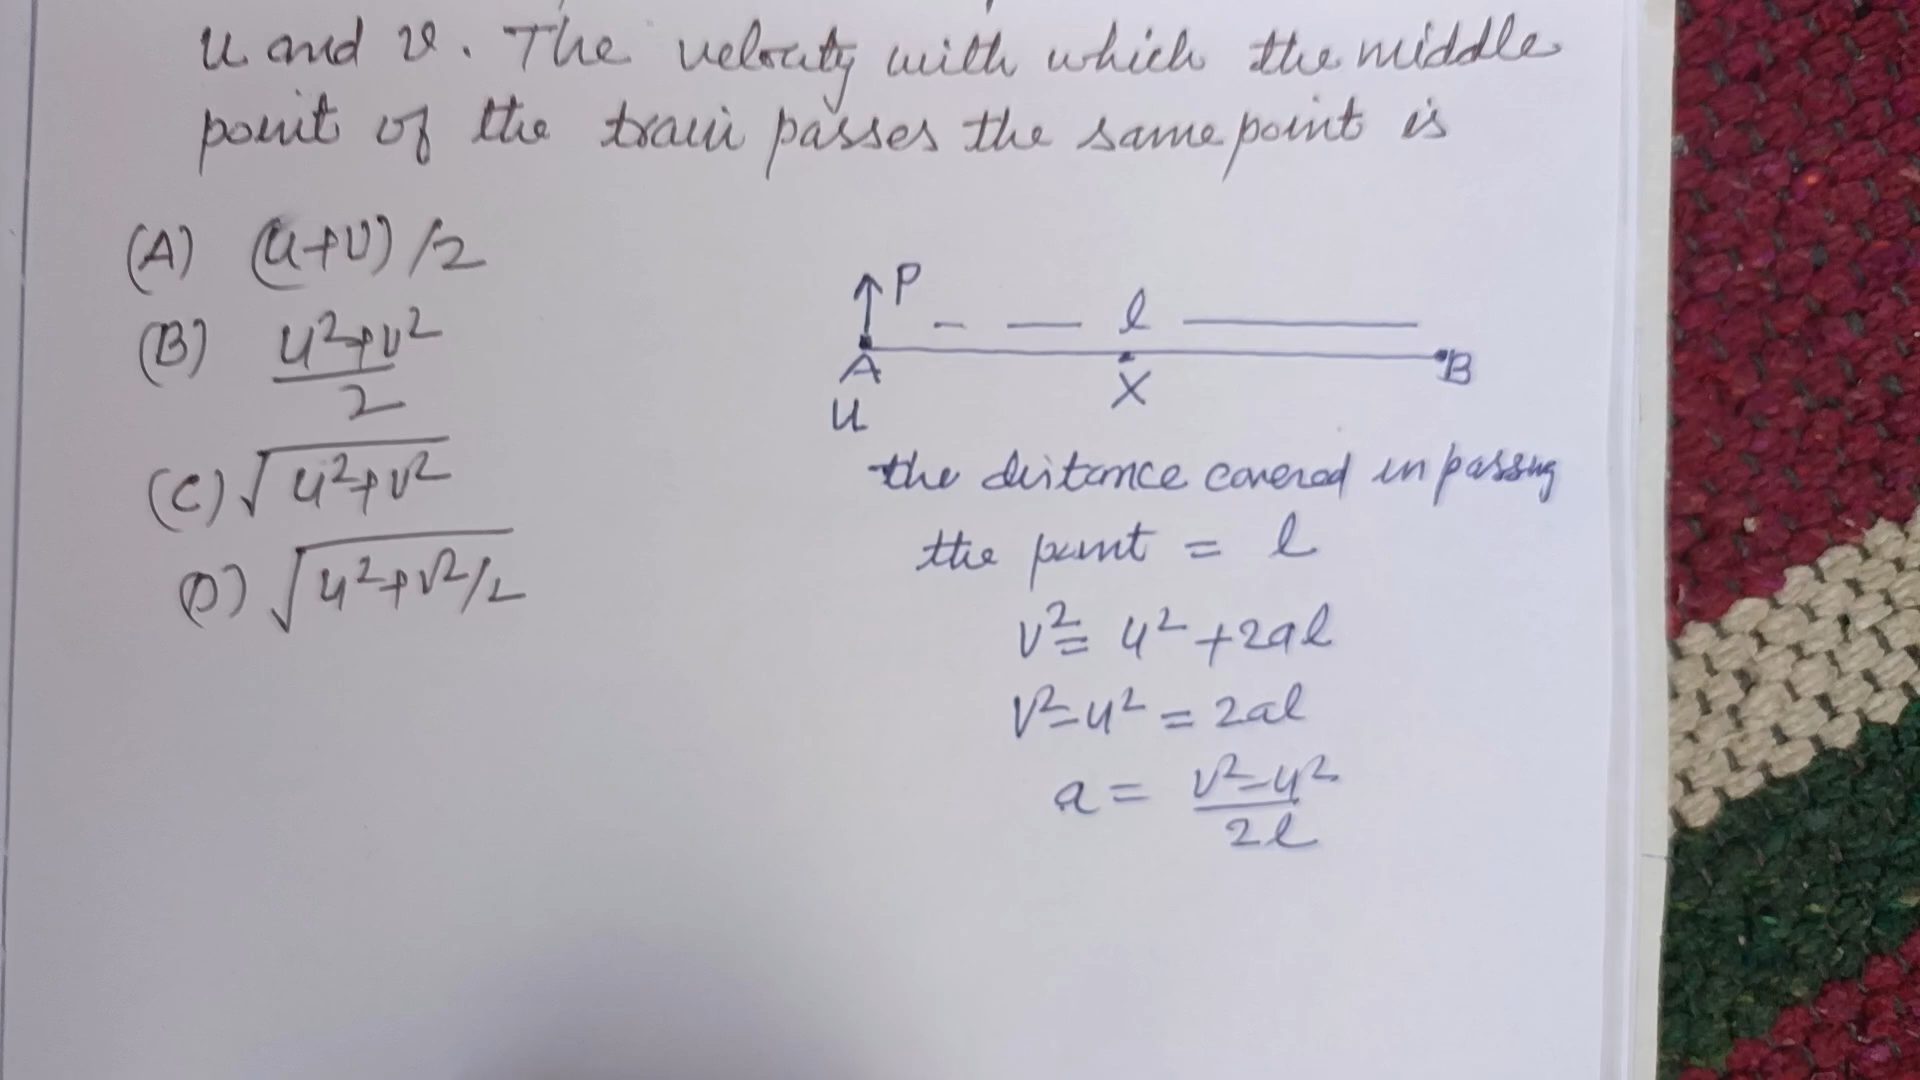 u and v. The velocity with which the middle
point of the train passes the same point is
(A) (u+v)/2
(B) u²+v²/2
(C) √u²+v²
(D) √u²+v²/2
P
l
A X B
u
the distance covered in passing
the point = l
v² = u² + 2al
v²-u² = 2al
a = v²-u²/2l